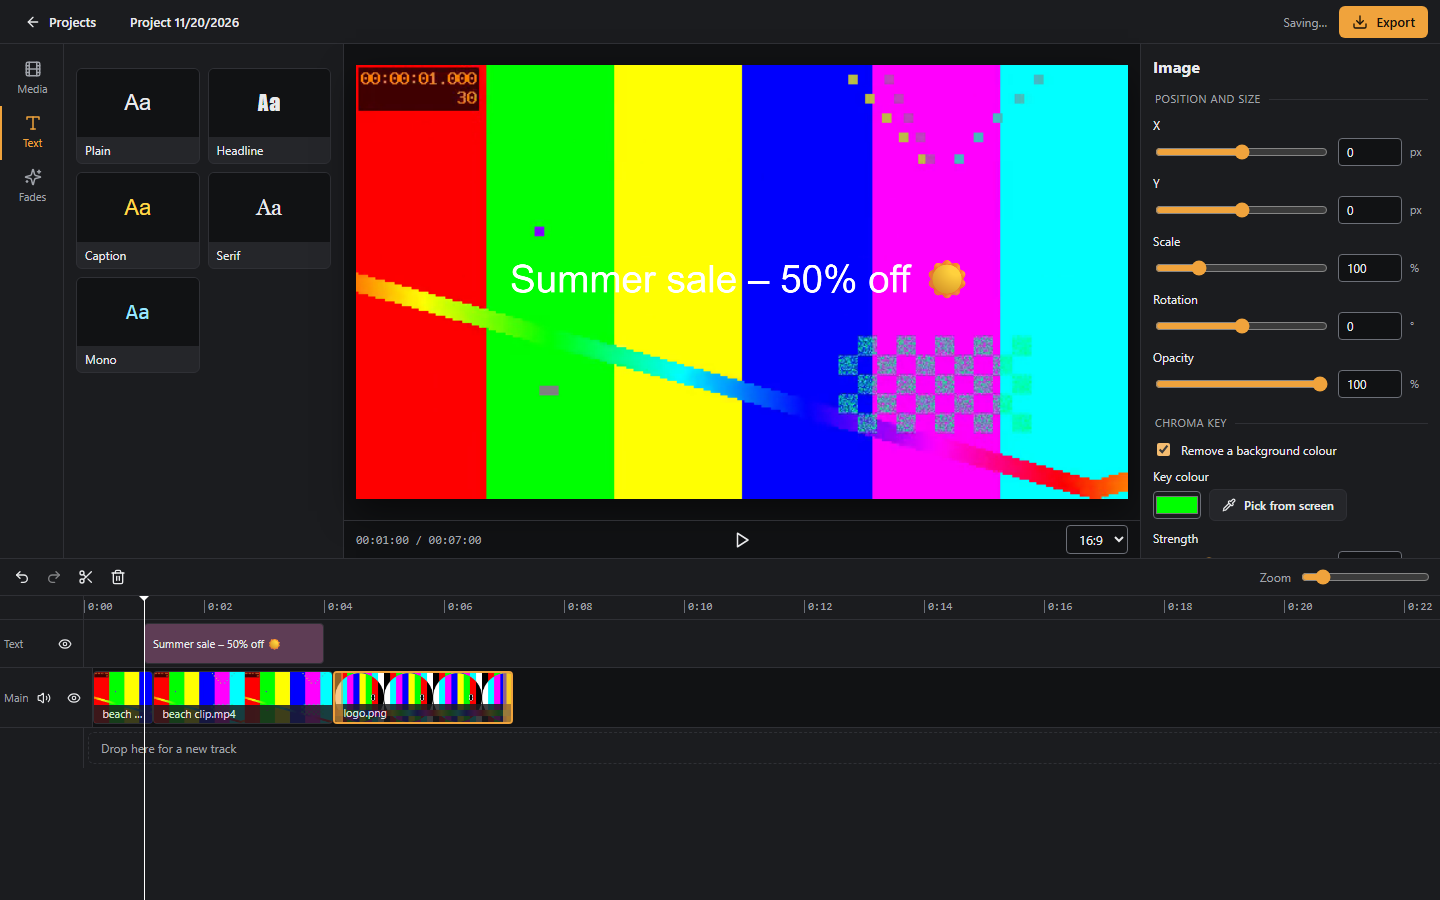 Projects
Project 11/20/2026
Saving...
Export
Media
Text
Fades
Aa
Plain
Aa
Headline
Aa
Caption
Aa
Serif
Aa
Mono
00:00:01.000
30
Summer sale – 50% off
00:01:00 / 00:07:00
16:9
Image
POSITION AND SIZE
X
0 px
Y
0 px
Scale
100 %
Rotation
0 °
Opacity
100 %
CHROMA KEY
Remove a background colour
Key colour
Pick from screen
Strength
Zoom
0:00 0:02 0:04 0:06 0:08 0:10 0:12 0:14 0:16 0:18 0:20 0:22
Text
Summer sale – 50% off
Main
beach ...
beach clip.mp4
logo.png
Drop here for a new track